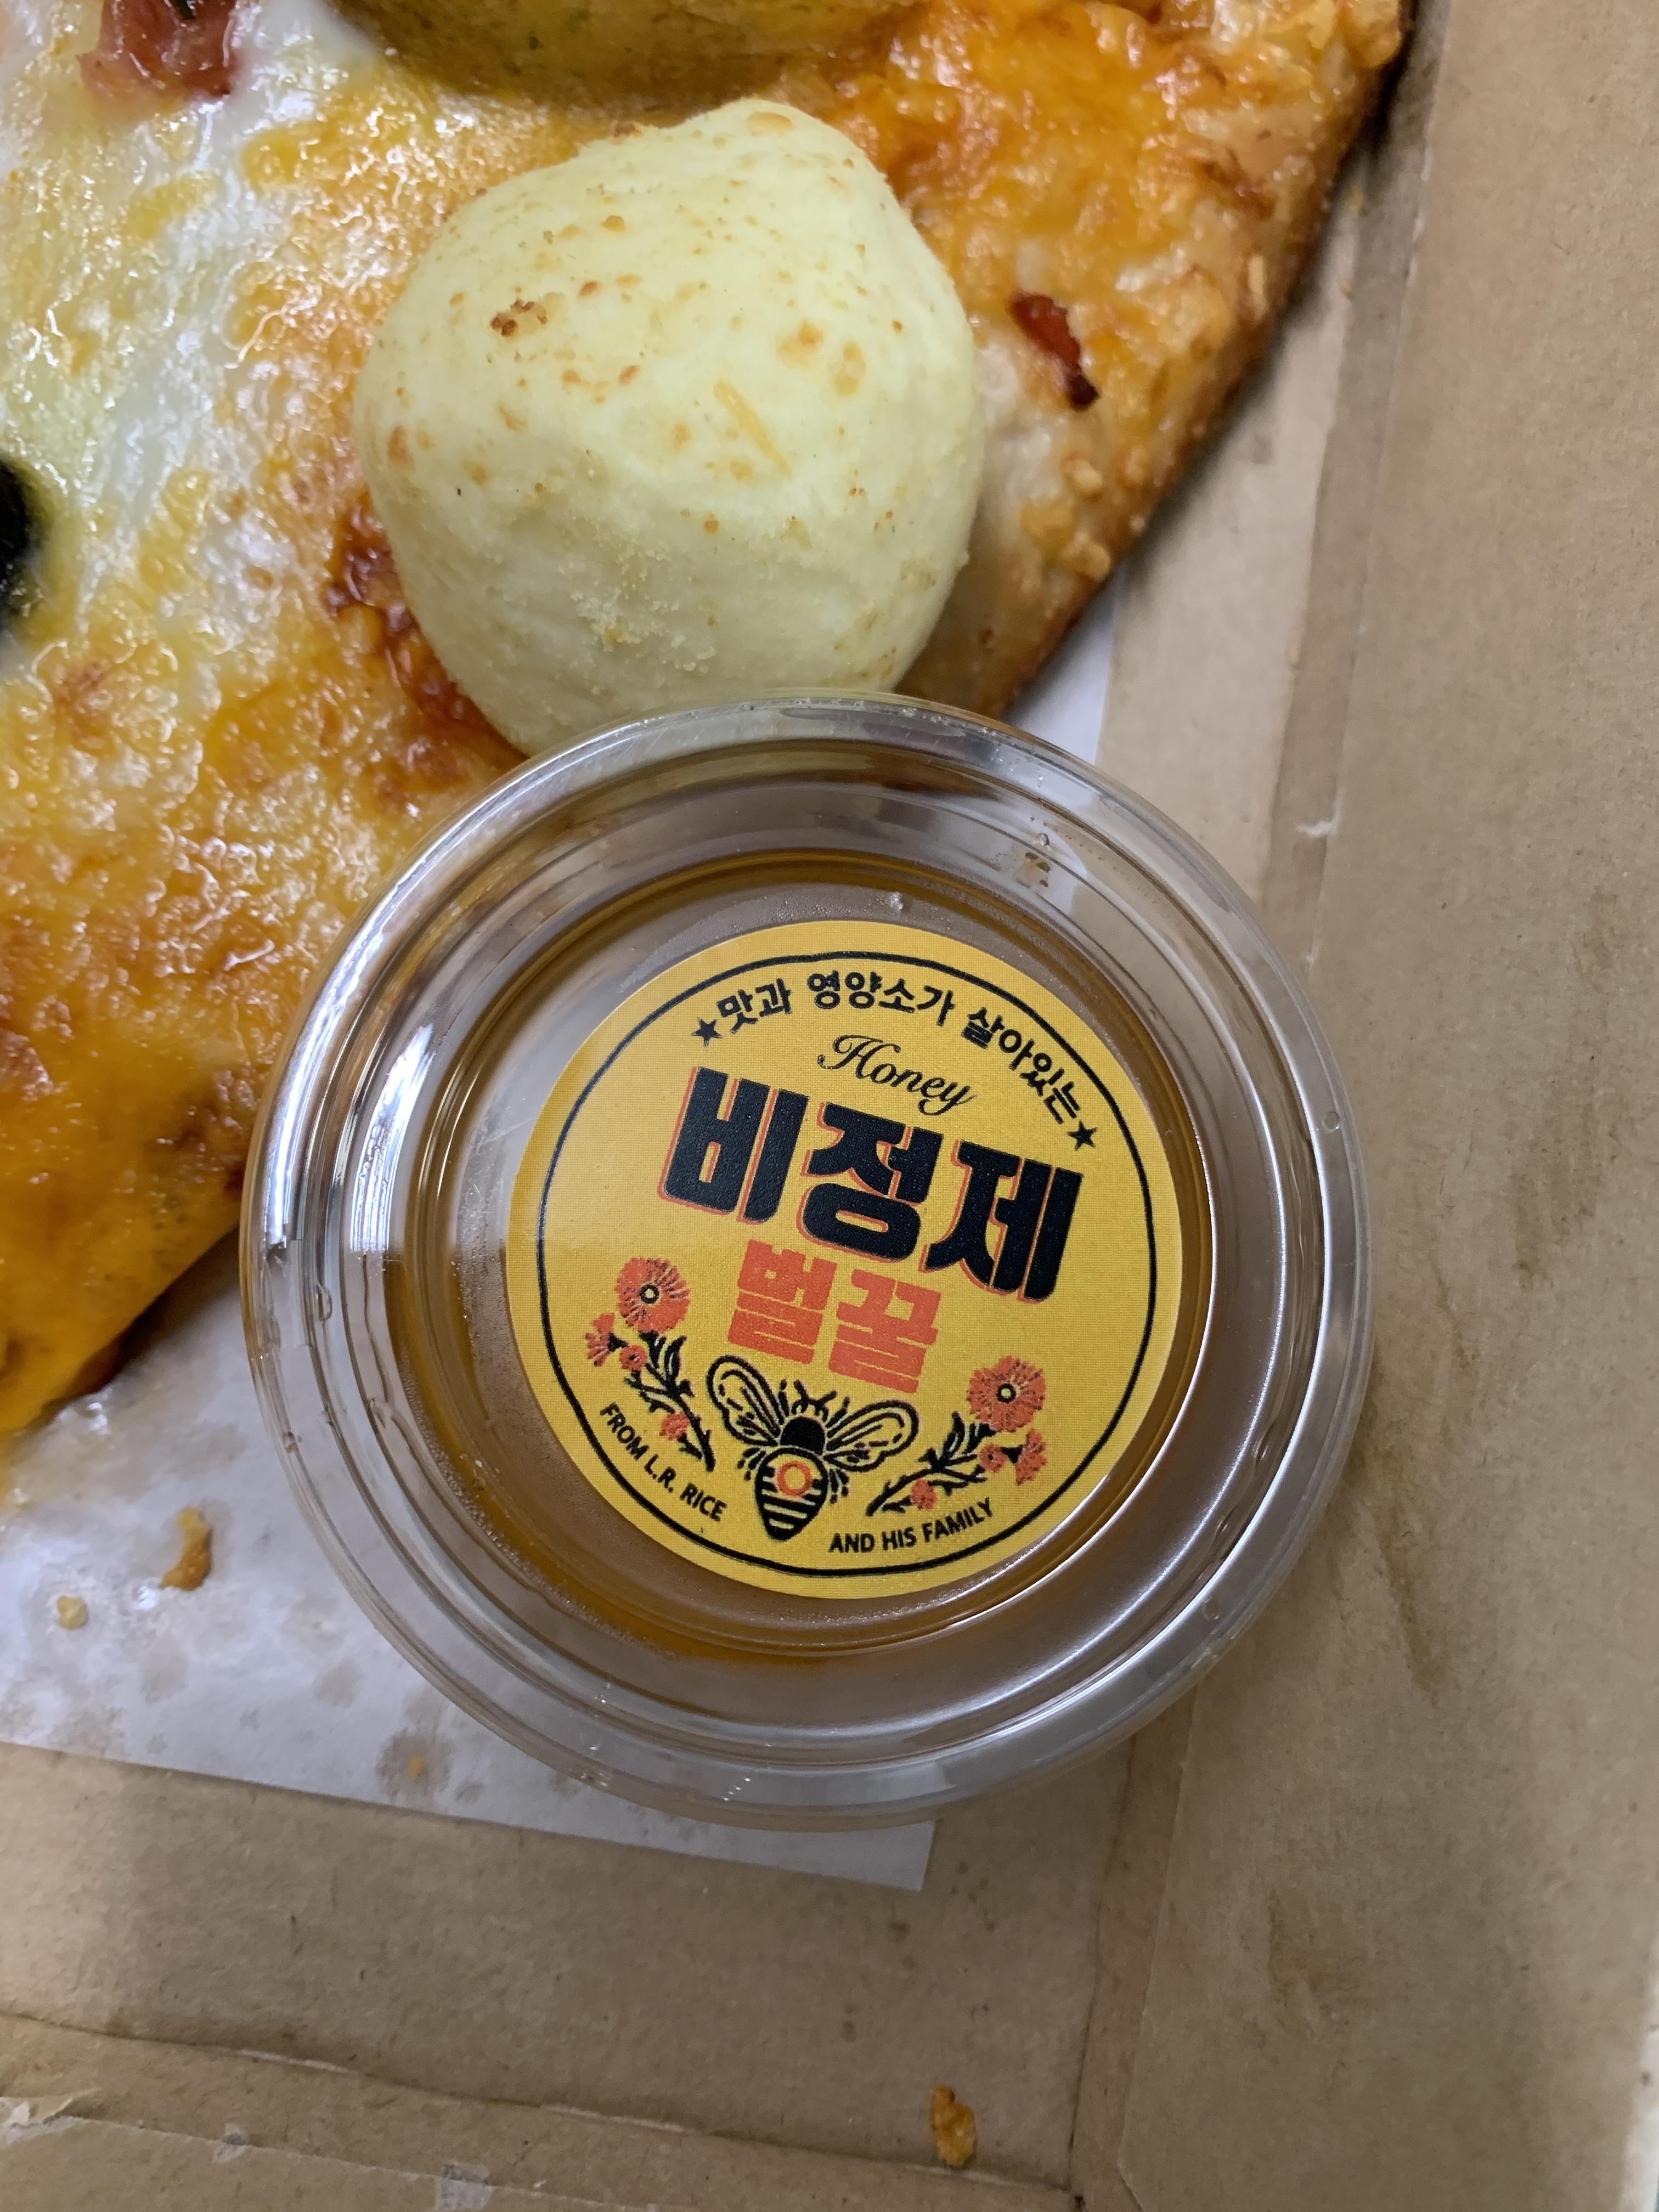 ★맛과 영양소가 살아있는★
Honey
비정제
벌꿀
FROM L.R. RICE AND HIS FAMILY